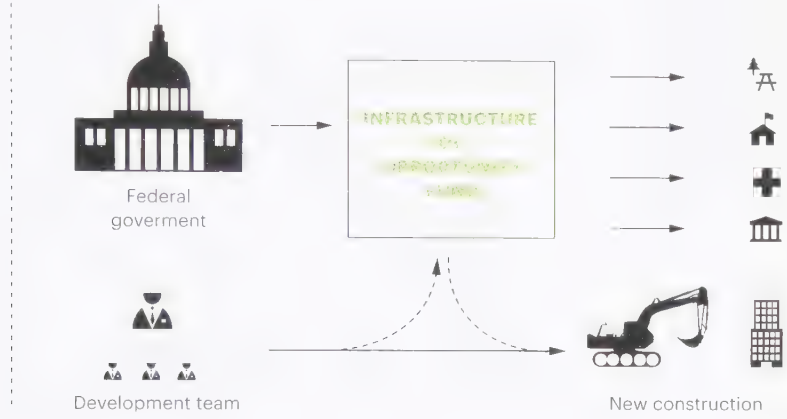 Federal
goverment
INFRASTRUCTURE
Development team
New construction